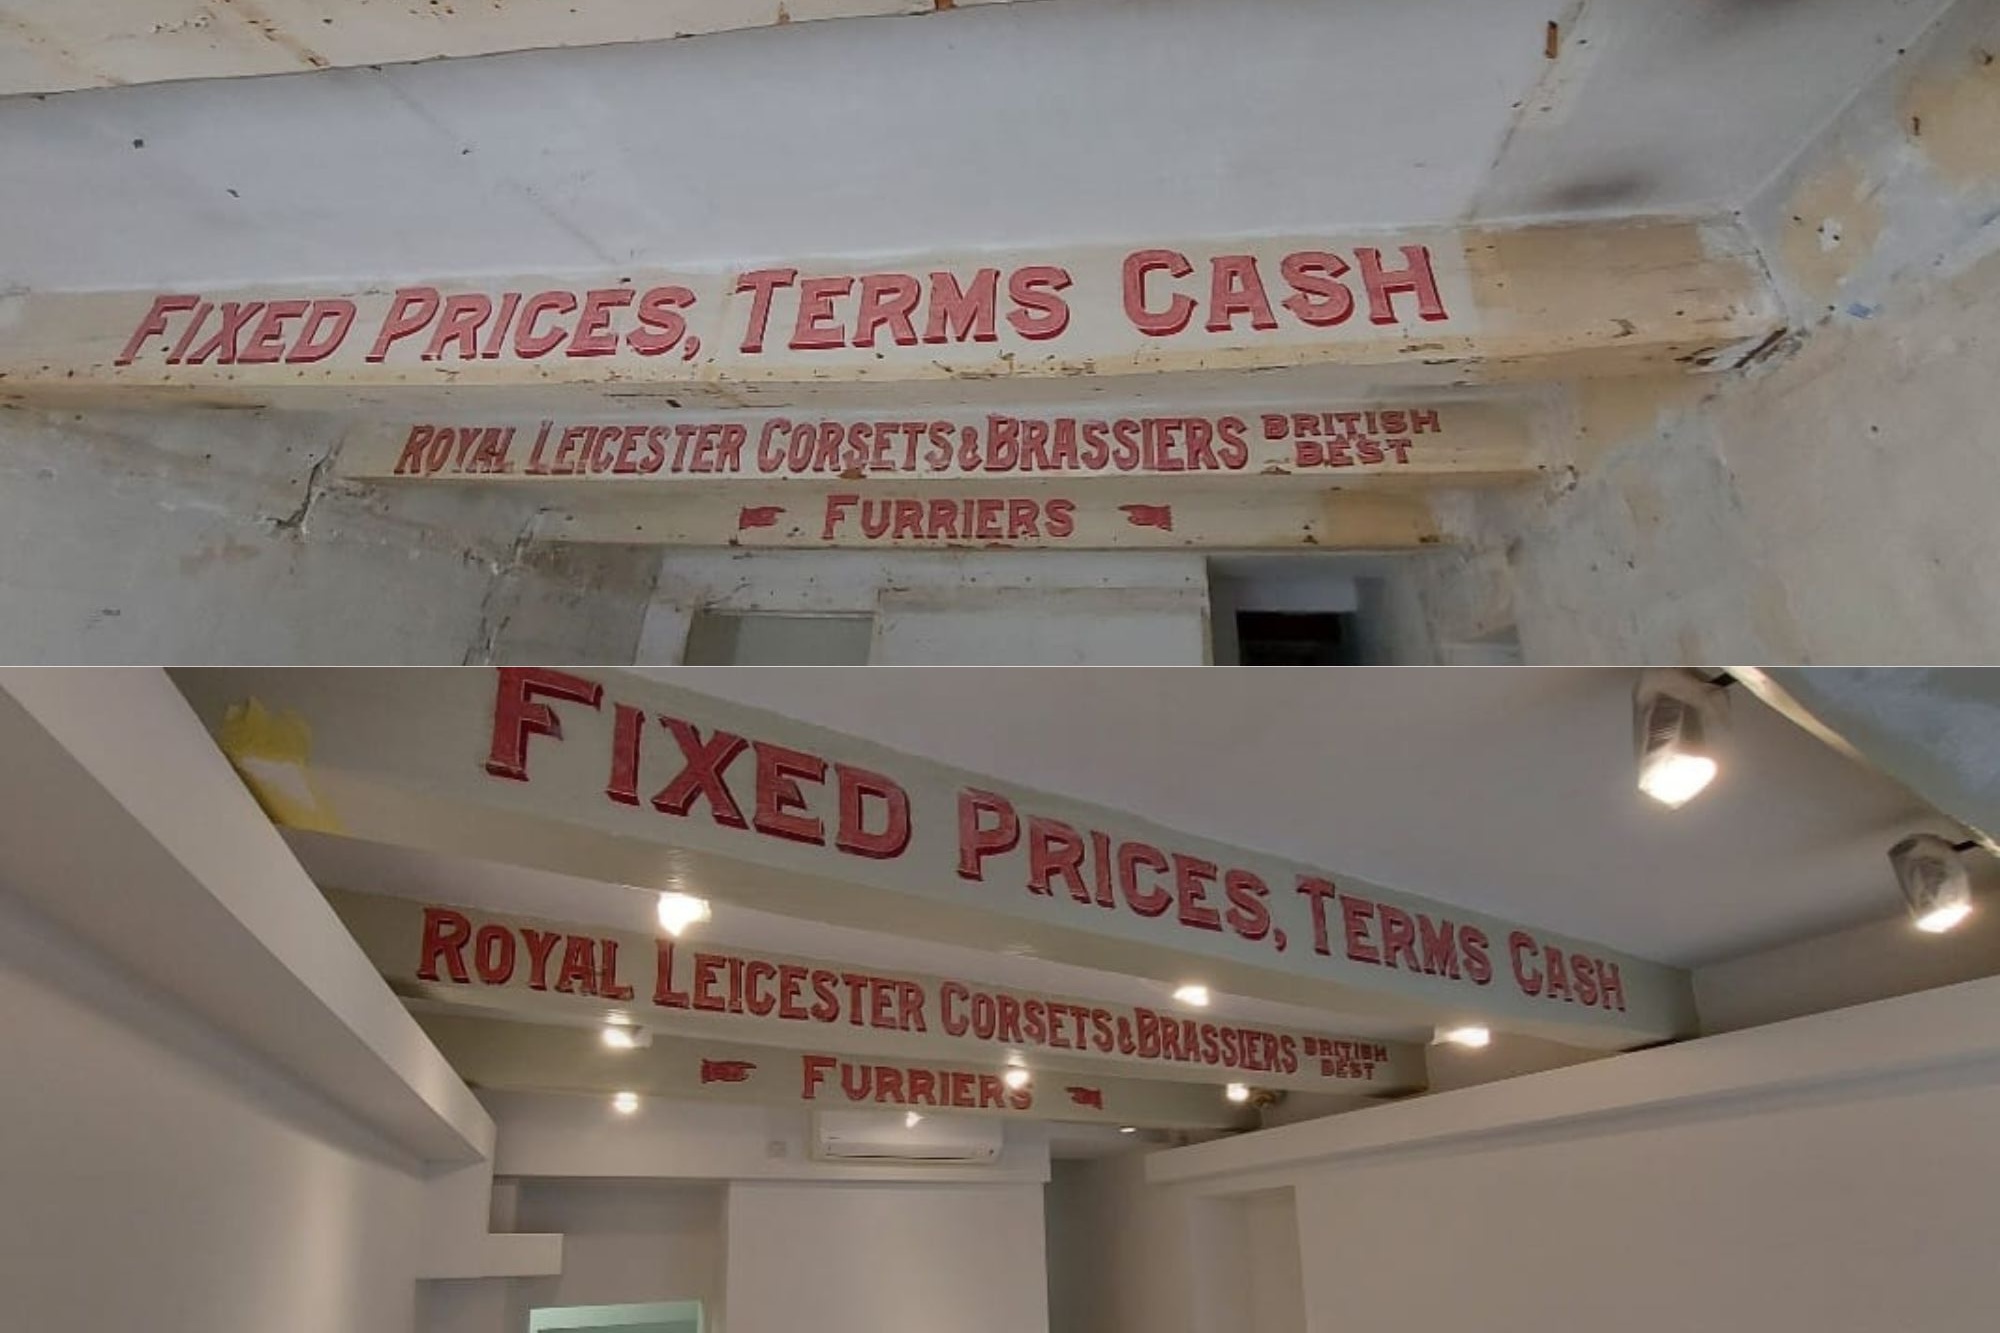 FIXED PRICES, TERMS CASH
ROYAL LEICESTER CORSETS & BRASSIERS BRITISH BEST
FURRIERS
FIXED PRICES, TERMS CASH
ROYAL LEICESTER CORSETS & BRASSIERS BRITISH BEST
FURRIERS